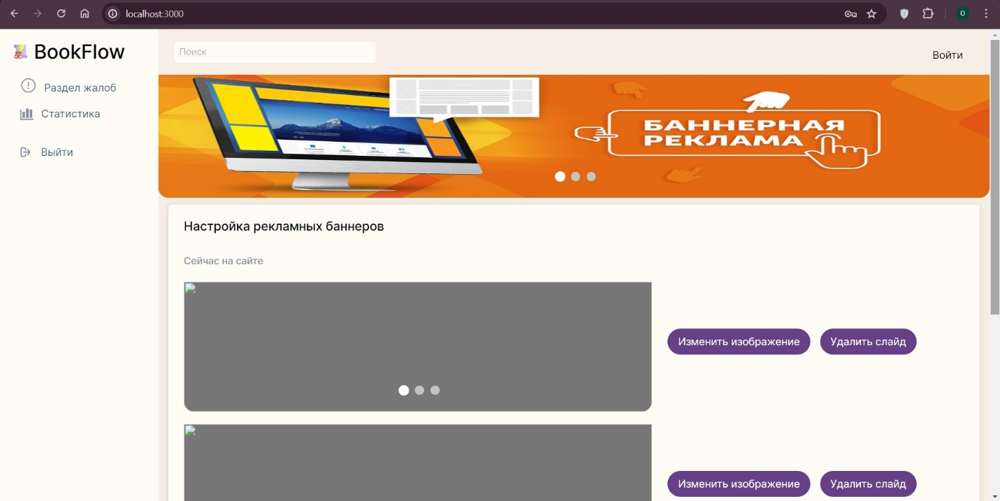 localhost:3000
O
BookFlow
Поиск
Войти
Раздел жалоб
Статистика
Выйти
БАННЕРНАЯ
РЕКЛАМА
Настройка рекламных баннеров
Сейчас на сайте
Изменить изображение
Удалить слайд
Изменить изображение
Удалить слайд